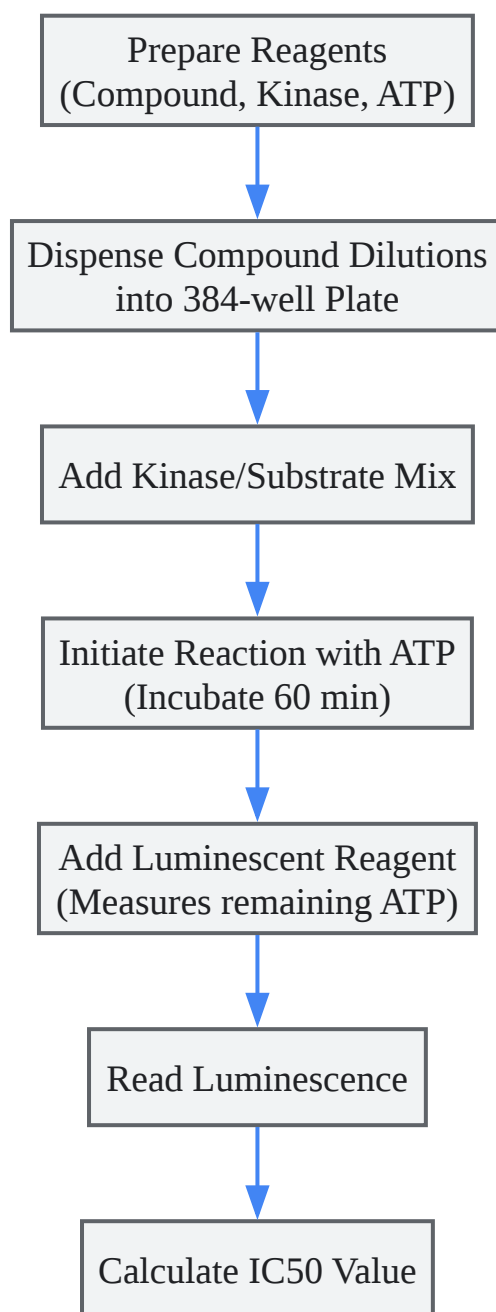 Prepare Reagents
(Compound, Kinase, ATP)
Dispense Compound Dilutions
into 384-well Plate
Add Kinase/Substrate Mix
Initiate Reaction with ATP
(Incubate 60 min)
Add Luminescent Reagent
(Measures remaining ATP)
Read Luminescence
Calculate IC50 Value